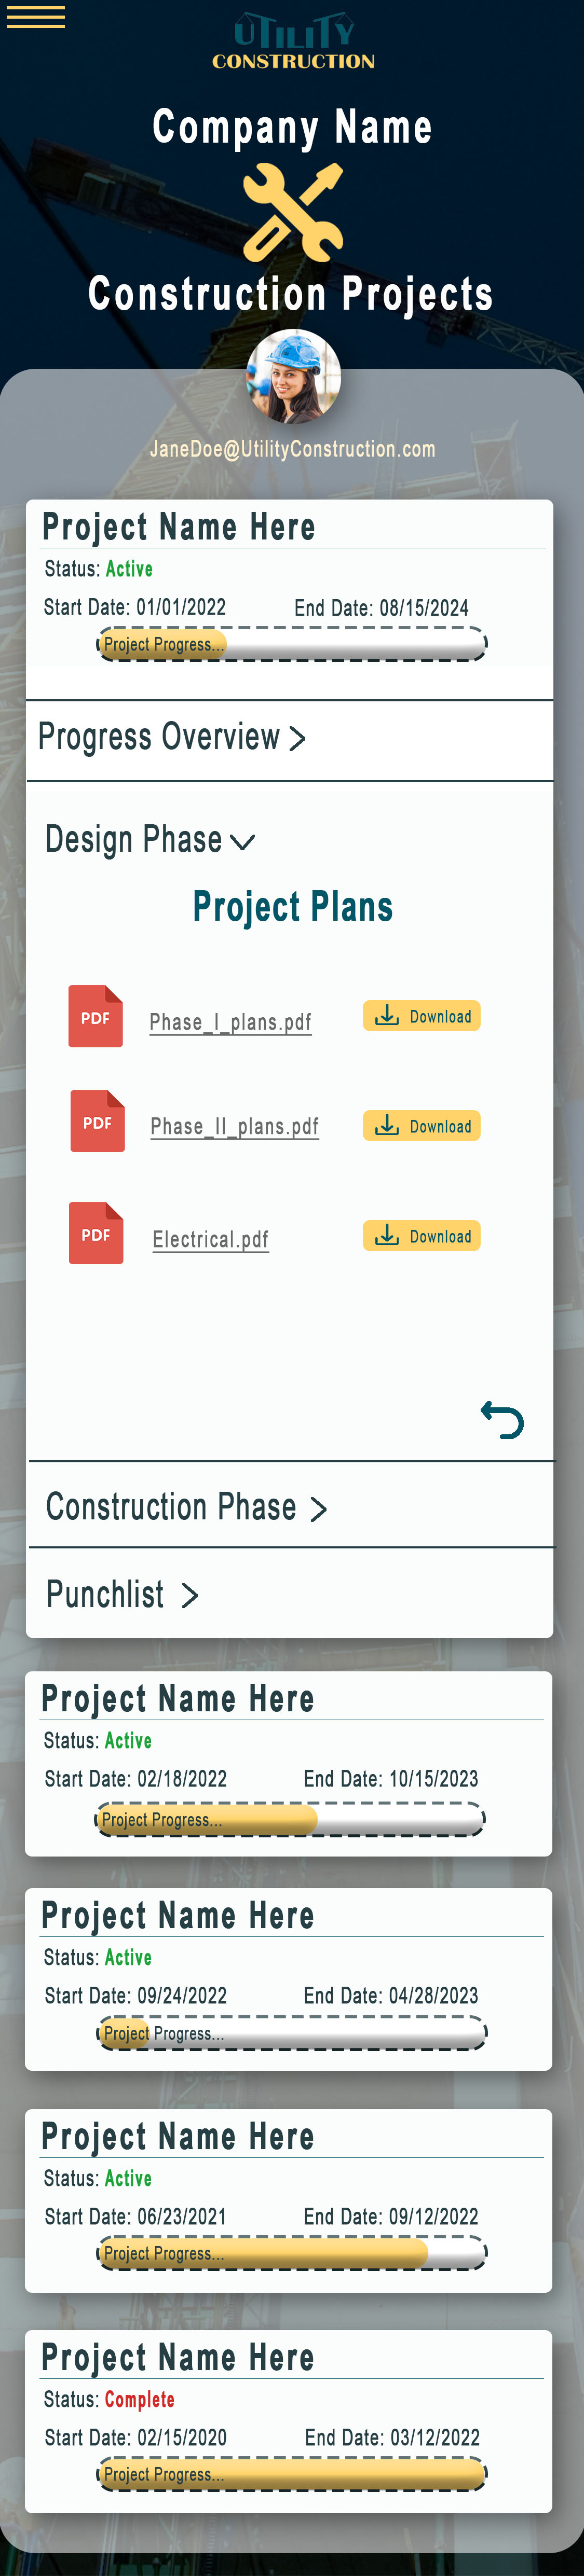 UTILITY
CONSTRUCTION
Company Name
Construction Projects
JaneDoe@UtilityConstruction.com
Project Name Here
Status: Active
Start Date: 01/01/2022 End Date: 08/15/2024
Project Progress...
Progress Overview
Design Phase
Project Plans
PDF Phase_I_plans.pdf Download
PDF Phase_II_plans.pdf Download
PDF Electrical.pdf Download
Construction Phase
Punchlist
Project Name Here
Status: Active
Start Date: 02/18/2022 End Date: 10/15/2023
Project Progress...
Project Name Here
Status: Active
Start Date: 09/24/2022 End Date: 04/28/2023
Project Progress...
Project Name Here
Status: Active
Start Date: 06/23/2021 End Date: 09/12/2022
Project Progress...
Project Name Here
Status: Complete
Start Date: 02/15/2020 End Date: 03/12/2022
Project Progress...